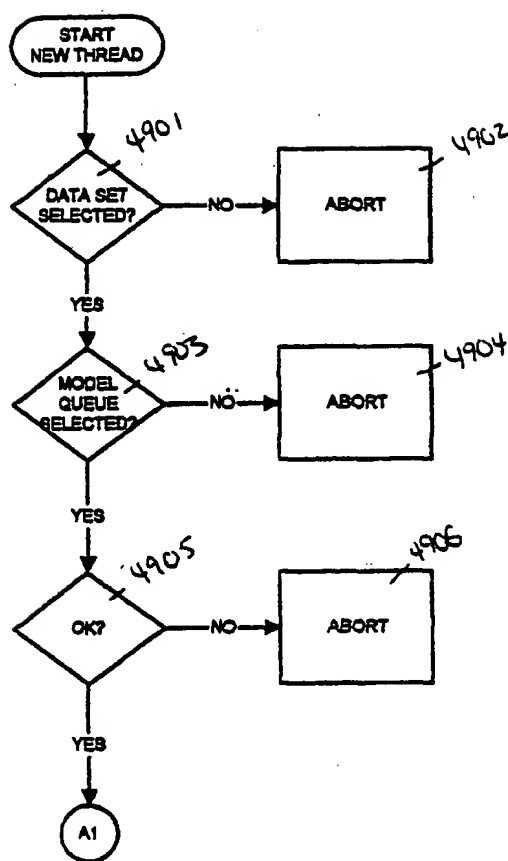 START
NEW THREAD
4901
4902
DATA SET
SELECTED?
NO
ABORT
YES
4903
4904
MODEL
QUEUE
SELECTED?
NO
ABORT
YES
4905
4906
OK?
NO
ABORT
YES
A1